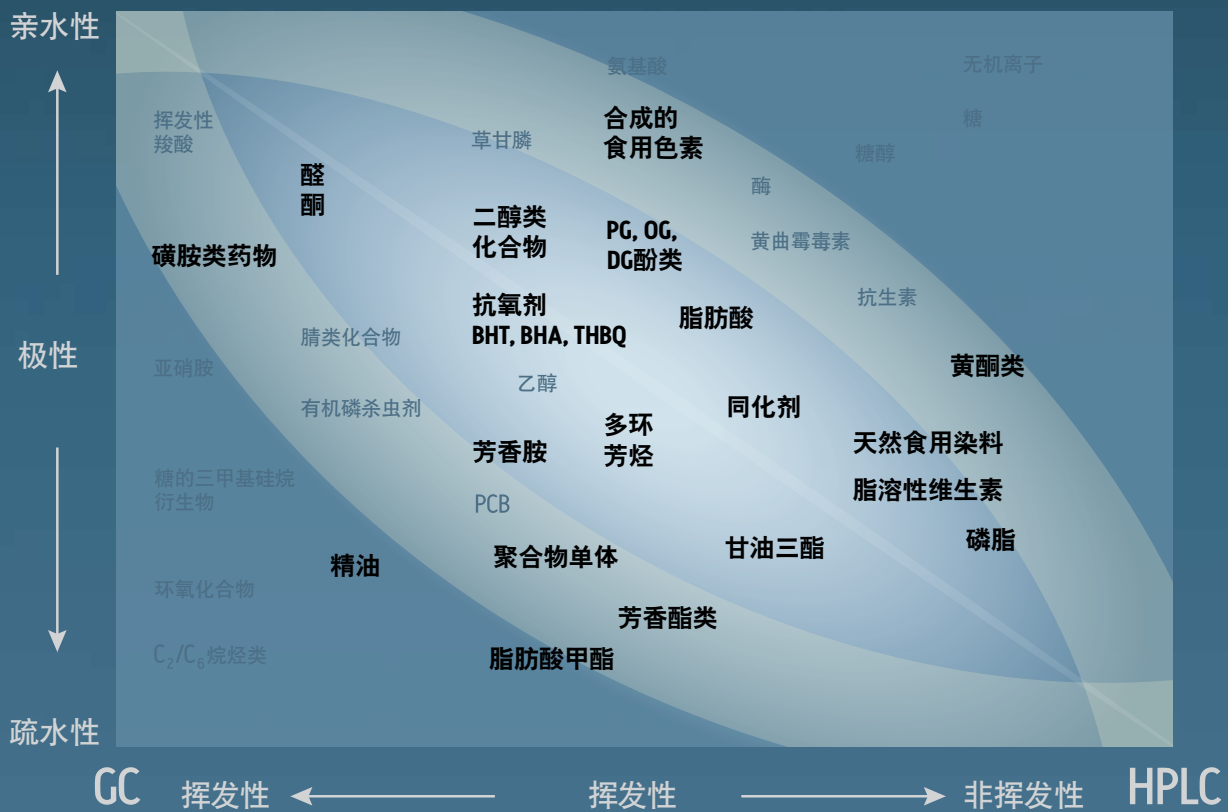 亲水性
氨基酸
无机离子
挥发性
羧酸
合成的
食用色素
糖
草甘膦
糖醇
醛
酮
酶
二醇类
化合物
PG, OG,
DG酚类
黄曲霉毒素
磺胺类药物
抗氧剂
BHT, BHA, THBQ
脂肪酸
抗生素
腈类化合物
极性
亚硝胺
乙醇
黄酮类
有机磷杀虫剂
同化剂
多环
芳烃
芳香胺
天然食用染料
糖的三甲基硅烷
衍生物
PCB
脂溶性维生素
精油
聚合物单体
甘油三酯
磷脂
环氧化合物
芳香酯类
C₂/C₆烷烃类
脂肪酸甲酯
疏水性
GC
挥发性
挥发性
非挥发性
HPLC